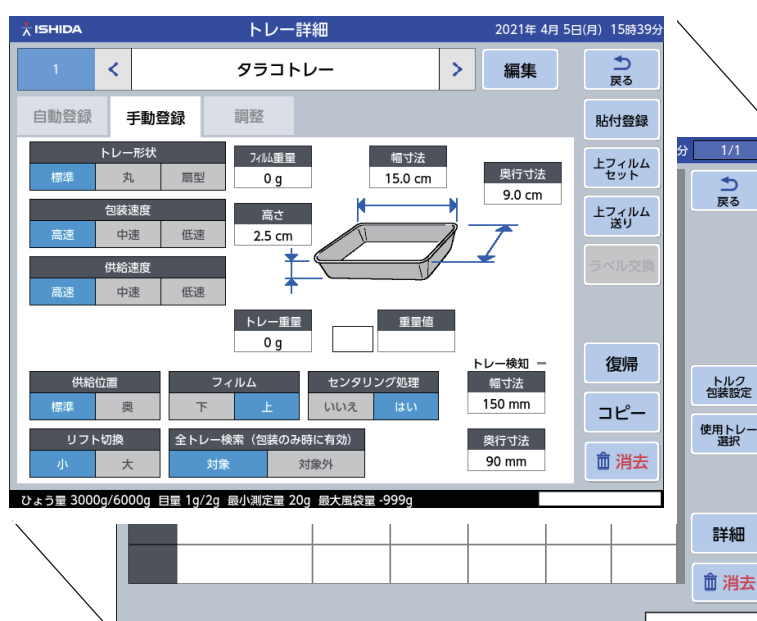 ISHIDA トレー詳細 2021年 4月 5日(月) 15時39分
1 < タラコトレー > 編集 戻る
自動登録 手動登録 調整 貼付登録
トレー形状
標準 丸 扇型
フィルム重量
0 g
幅寸法
15.0 cm
奥行寸法
9.0 cm
上フィルム
セット
包装速度
高速 中速 低速
高さ
2.5 cm
上フィルム
送り
供給速度
高速 中速 低速
ラベル交換
トレー重量
0 g
重量値
復帰
トレー検知 ー
供給位置
標準 奥
フィルム
下 上
センタリング処理
いいえ はい
幅寸法
150 mm
コピー
リフト切換
小 大
全トレー検索（包装のみ時に有効）
対象 対象外
奥行寸法
90 mm
消去
ひょう量 3000g/6000g 目量 1g/2g 最小測定量 20g 最大風袋量 -999g
分 1/1
戻る
トルク
包装設定
使用トレー
選択
詳細
消去